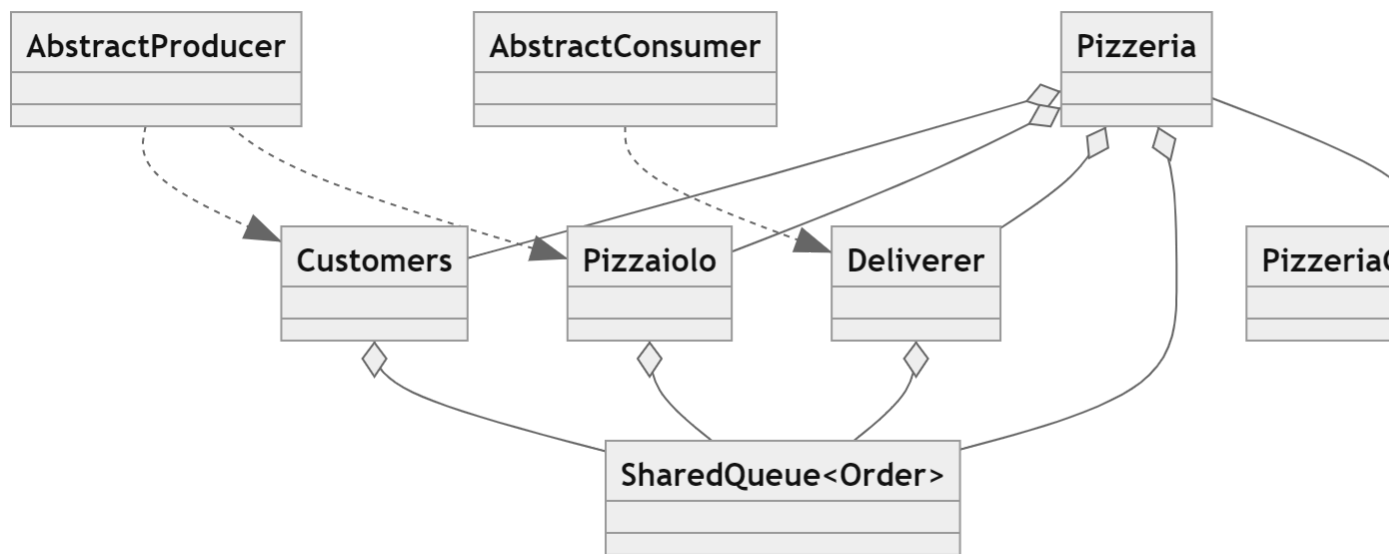 AbstractProducer
AbstractConsumer
Pizzeria
Customers
Pizzaiolo
Deliverer
SharedQueue<Order>